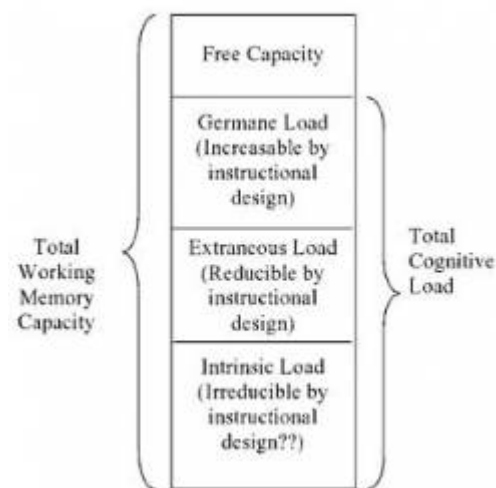 Free Capacity
Germane Load
(Increasable by
instructional
design)
Extraneous Load
(Reducible by
instructional
design)
Intrinsic Load
(Irreducible by
instructional
design??)
Total
Working
Memory
Capacity
Total
Cognitive
Load